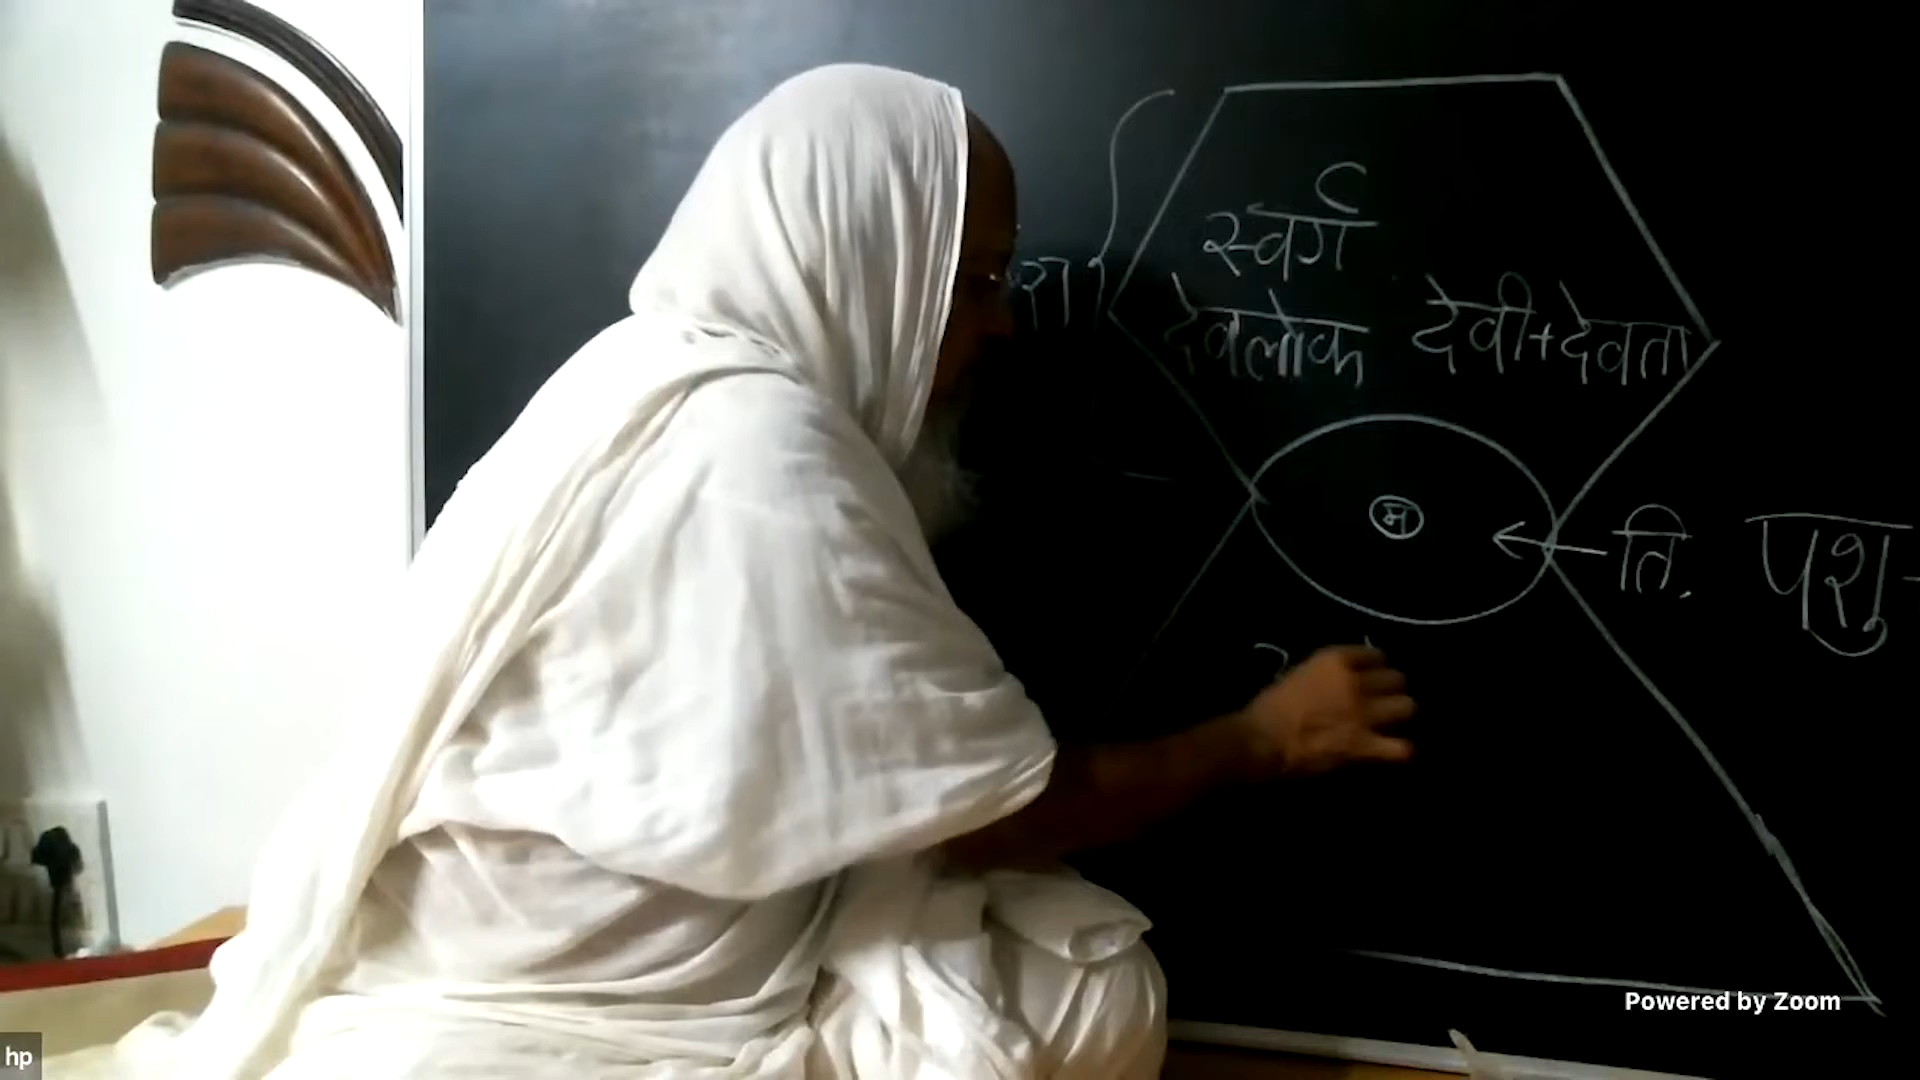 स्वर्ग
देवलोक देवी+देवता
म
ति. पशु-
Powered by Zoom
hp